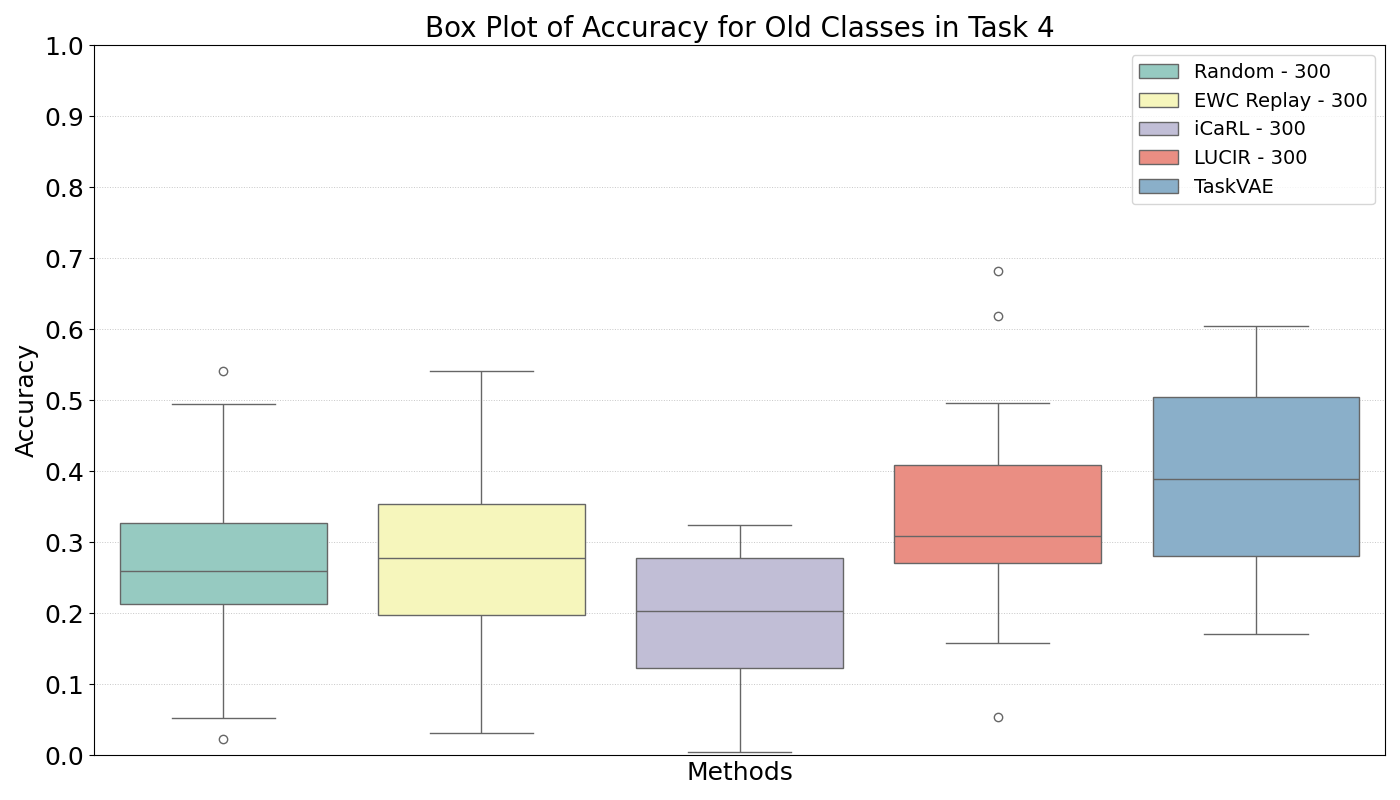 Box Plot of Accuracy for Old Classes in Task 4
1.0
0.9
0.8
0.7
0.6
0.5
0.4
0.3
0.2
0.1
0.0
Accuracy
Methods
Random - 300
EWC Replay - 300
iCaRL - 300
LUCIR - 300
TaskVAE